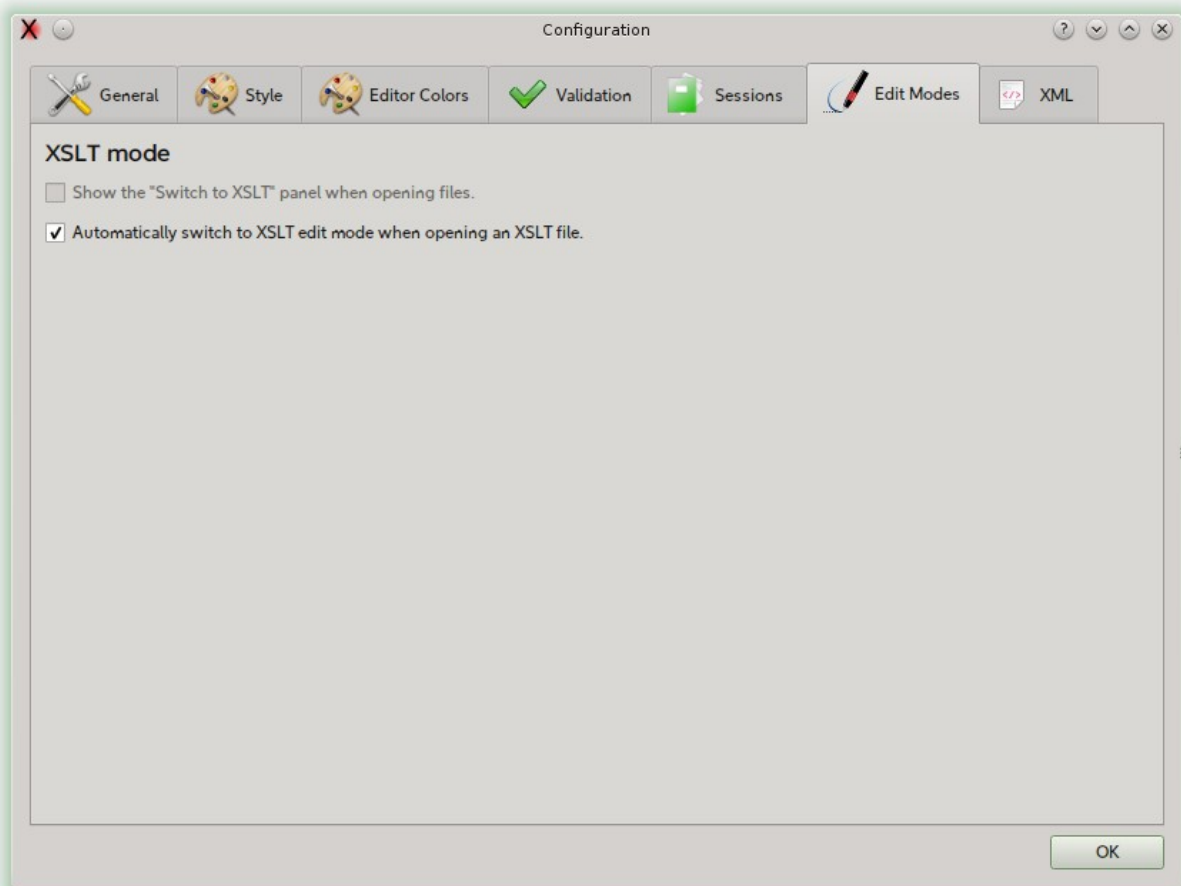 Configuration
General
Style
Editor Colors
Validation
Sessions
Edit Modes
XML
XSLT mode
Show the "Switch to XSLT" panel when opening files.
Automatically switch to XSLT edit mode when opening an XSLT file.
OK